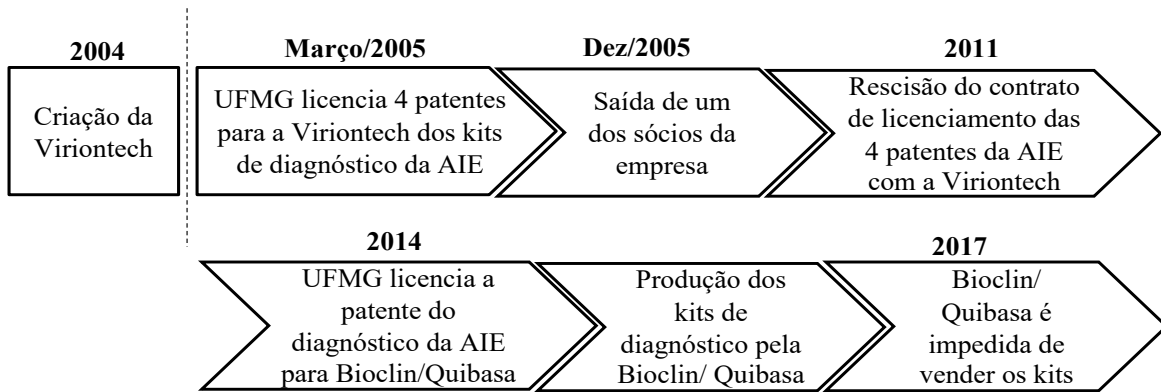 2004
Criação da
Viriontech
Março/2005
UFMG licencia 4 patentes
para a Viriontech dos kits
de diagnóstico da AIE
Dez/2005
Saída de um
dos sócios da
empresa
2011
Rescisão do contrato
de licenciamento das
4 patentes da AIE
com a Viriontech
2014
UFMG licencia a
patente do
diagnóstico da AIE
para Bioclin/Quibasa
Produção dos
kits de
diagnóstico pela
Bioclin/ Quibasa
2017
Bioclin/
Quibasa é
impedida de
vender os kits